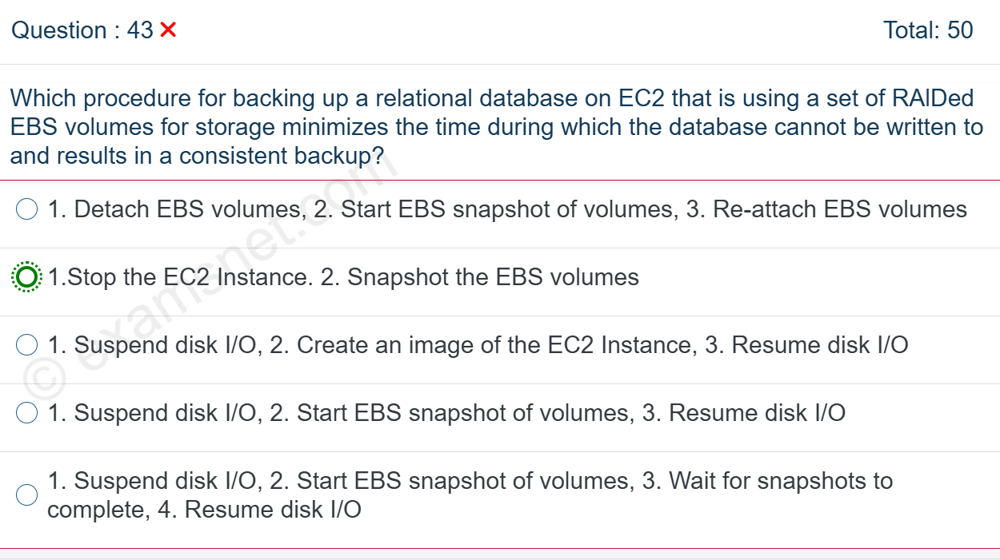 Question : 43 ❌
Total: 50
Which procedure for backing up a relational database on EC2 that is using a set of RAIDed
EBS volumes for storage minimizes the time during which the database cannot be written to
and results in a consistent backup?
1. Detach EBS volumes, 2. Start EBS snapshot of volumes, 3. Re-attach EBS volumes
1.Stop the EC2 Instance. 2. Snapshot the EBS volumes
1. Suspend disk I/O, 2. Create an image of the EC2 Instance, 3. Resume disk I/O
1. Suspend disk I/O, 2. Start EBS snapshot of volumes, 3. Resume disk I/O
1. Suspend disk I/O, 2. Start EBS snapshot of volumes, 3. Wait for snapshots to
complete, 4. Resume disk I/O
© examsnet.com